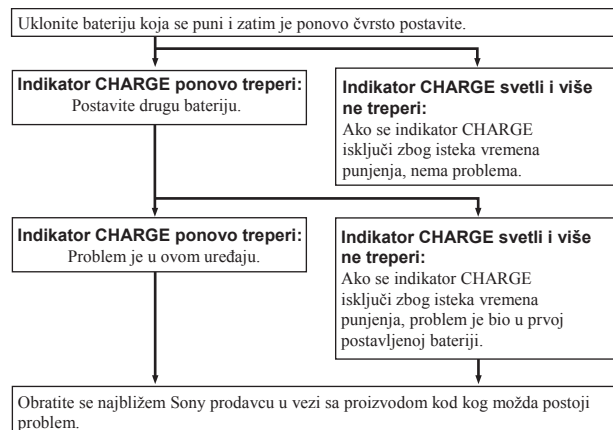 Uklonite bateriju koja se puni i zatim je ponovo čvrsto postavite.
Indikator CHARGE ponovo treperi:
Postavite drugu bateriju.
Indikator CHARGE svetli i više
ne treperi:
Ako se indikator CHARGE
isključi zbog isteka vremena
punjenja, nema problema.
Indikator CHARGE ponovo treperi:
Problem je u ovom uređaju.
Indikator CHARGE svetli i više
ne treperi:
Ako se indikator CHARGE
isključi zbog isteka vremena
punjenja, problem je bio u prvoj
postavljenoj bateriji.
Obratite se najbližem Sony prodavcu u vezi sa proizvodom kod kog možda postoji
problem.